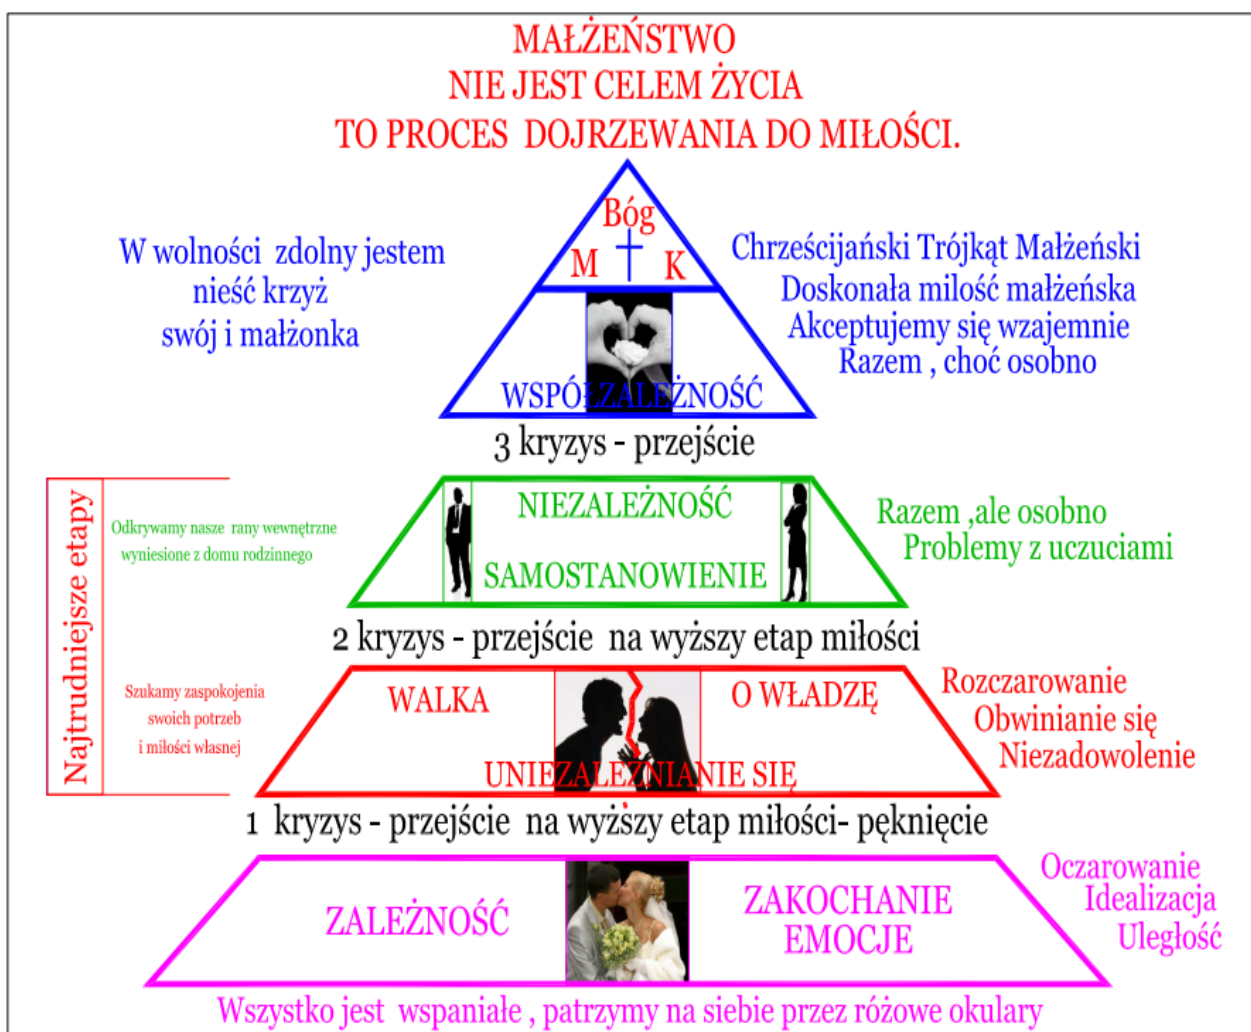 MAŁŻEŃSTWO
NIE JEST CELEM ŻYCIA
TO PROCES DOJRZEWANIA DO MIŁOŚCI.
Bóg
M K
W wolności zdolny jestem
nieść krzyż
swój i małżonka
Chrześcijański Trójkąt Małżeński
Doskonała milość małżeńska
Akceptujemy się wzajemnie
Razem , choć osobno
WSPÓŁZALEŻNOŚĆ
3 kryzys - przejście
Najtrudniejsze etapy
Odkrywamy nasze rany wewnętrzne
wyniesione z domu rodzinnego
NIEZALEŻNOŚĆ
SAMOSTANOWIENIE
Razem ,ale osobno
Problemy z uczuciami
2 kryzys - przejście na wyższy etap miłości
Szukamy zaspokojenia
swoich potrzeb
i miłości własnej
WALKA O WŁADZĘ
UNIEZALEŻNIANIE SIĘ
Rozczarowanie
Obwinianie się
Niezadowolenie
1 kryzys - przejście na wyższy etap miłości- pęknięcie
ZALEŻNOŚĆ
ZAKOCHANIE
EMOCJE
Oczarowanie
Idealizacja
Uległość
Wszystko jest wspaniałe , patrzymy na siebie przez różowe okulary